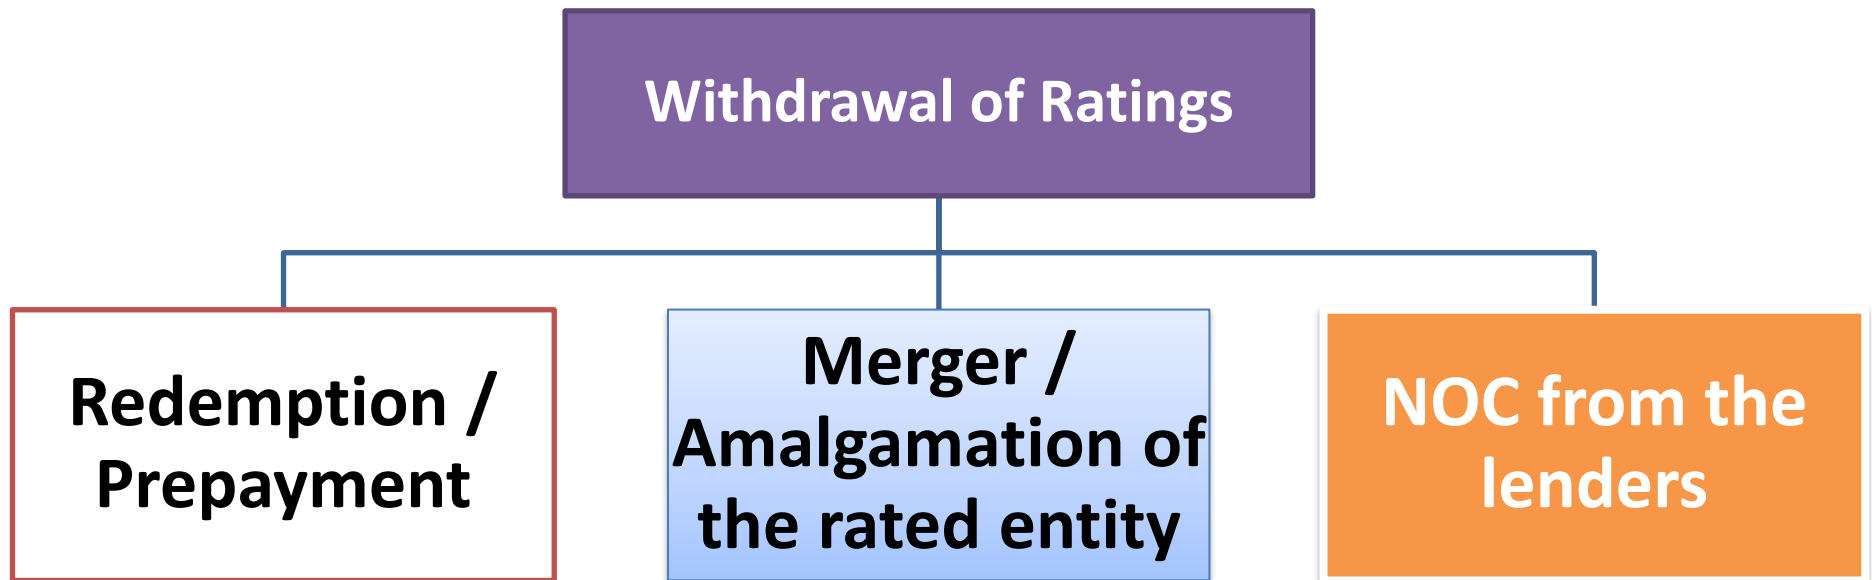 Withdrawal of Ratings
Redemption /
Prepayment
Merger /
Amalgamation of
the rated entity
NOC from the
lenders